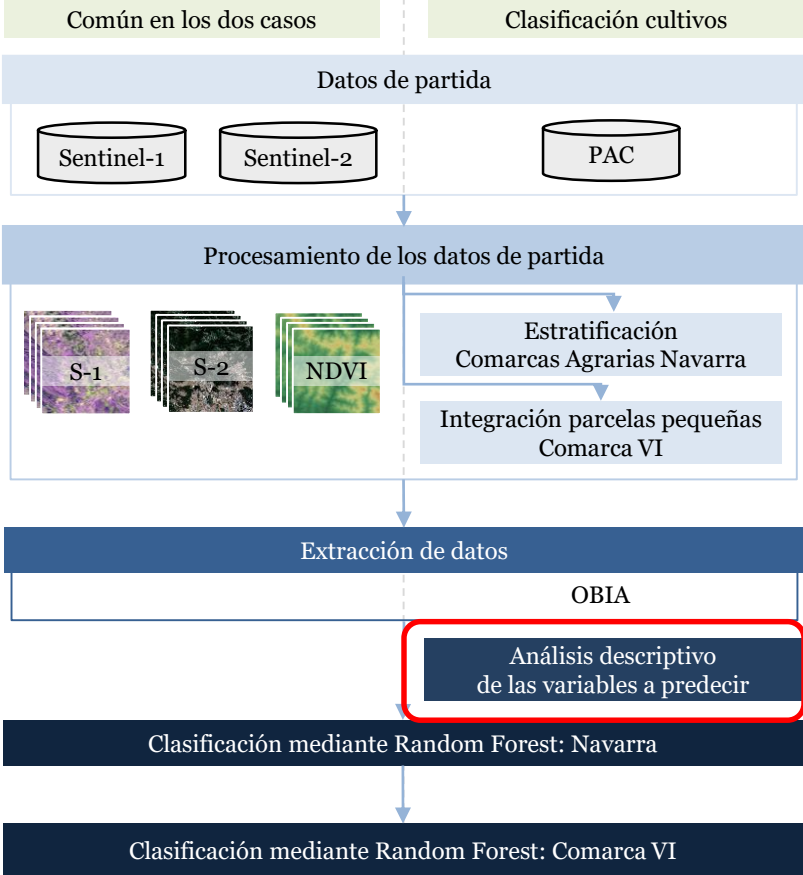 Común en los dos casos
Clasificación cultivos
Datos de partida
Sentinel-1
Sentinel-2
PAC
Procesamiento de los datos de partida
S-1
S-2
NDVI
Estratificación
Comarcas Agrarias Navarra
Integración parcelas pequeñas
Comarca VI
Extracción de datos
OBIA
Análisis descriptivo
de las variables a predecir
Clasificación mediante Random Forest: Navarra
Clasificación mediante Random Forest: Comarca VI